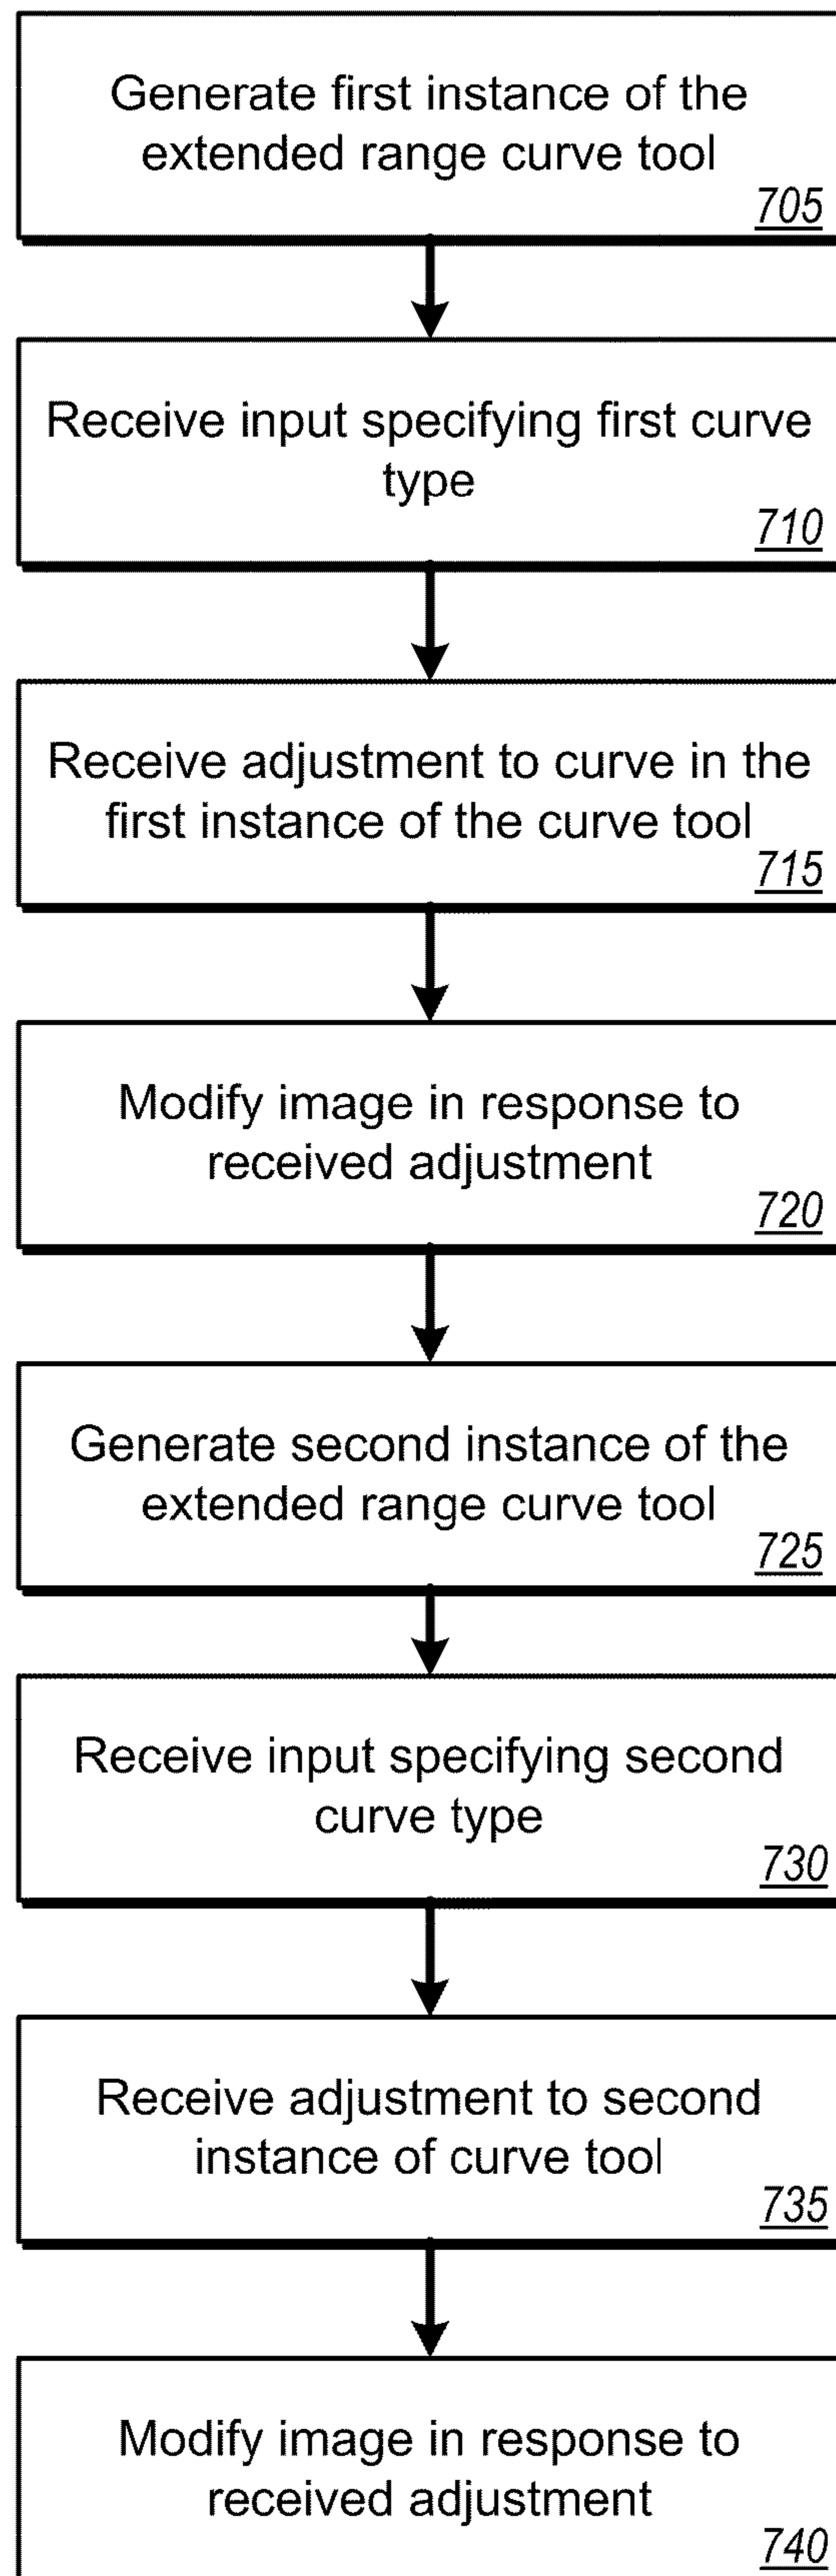 Generate first instance of the
extended range curve tool
705
Receive input specifying first curve
type
710
Receive adjustment to curve in the
first instance of the curve tool
715
Modify image in response to
received adjustment
720
Generate second instance of the
extended range curve tool
725
Receive input specifying second
curve type
730
Receive adjustment to second
instance of curve tool
735
Modify image in response to
received adjustment
740